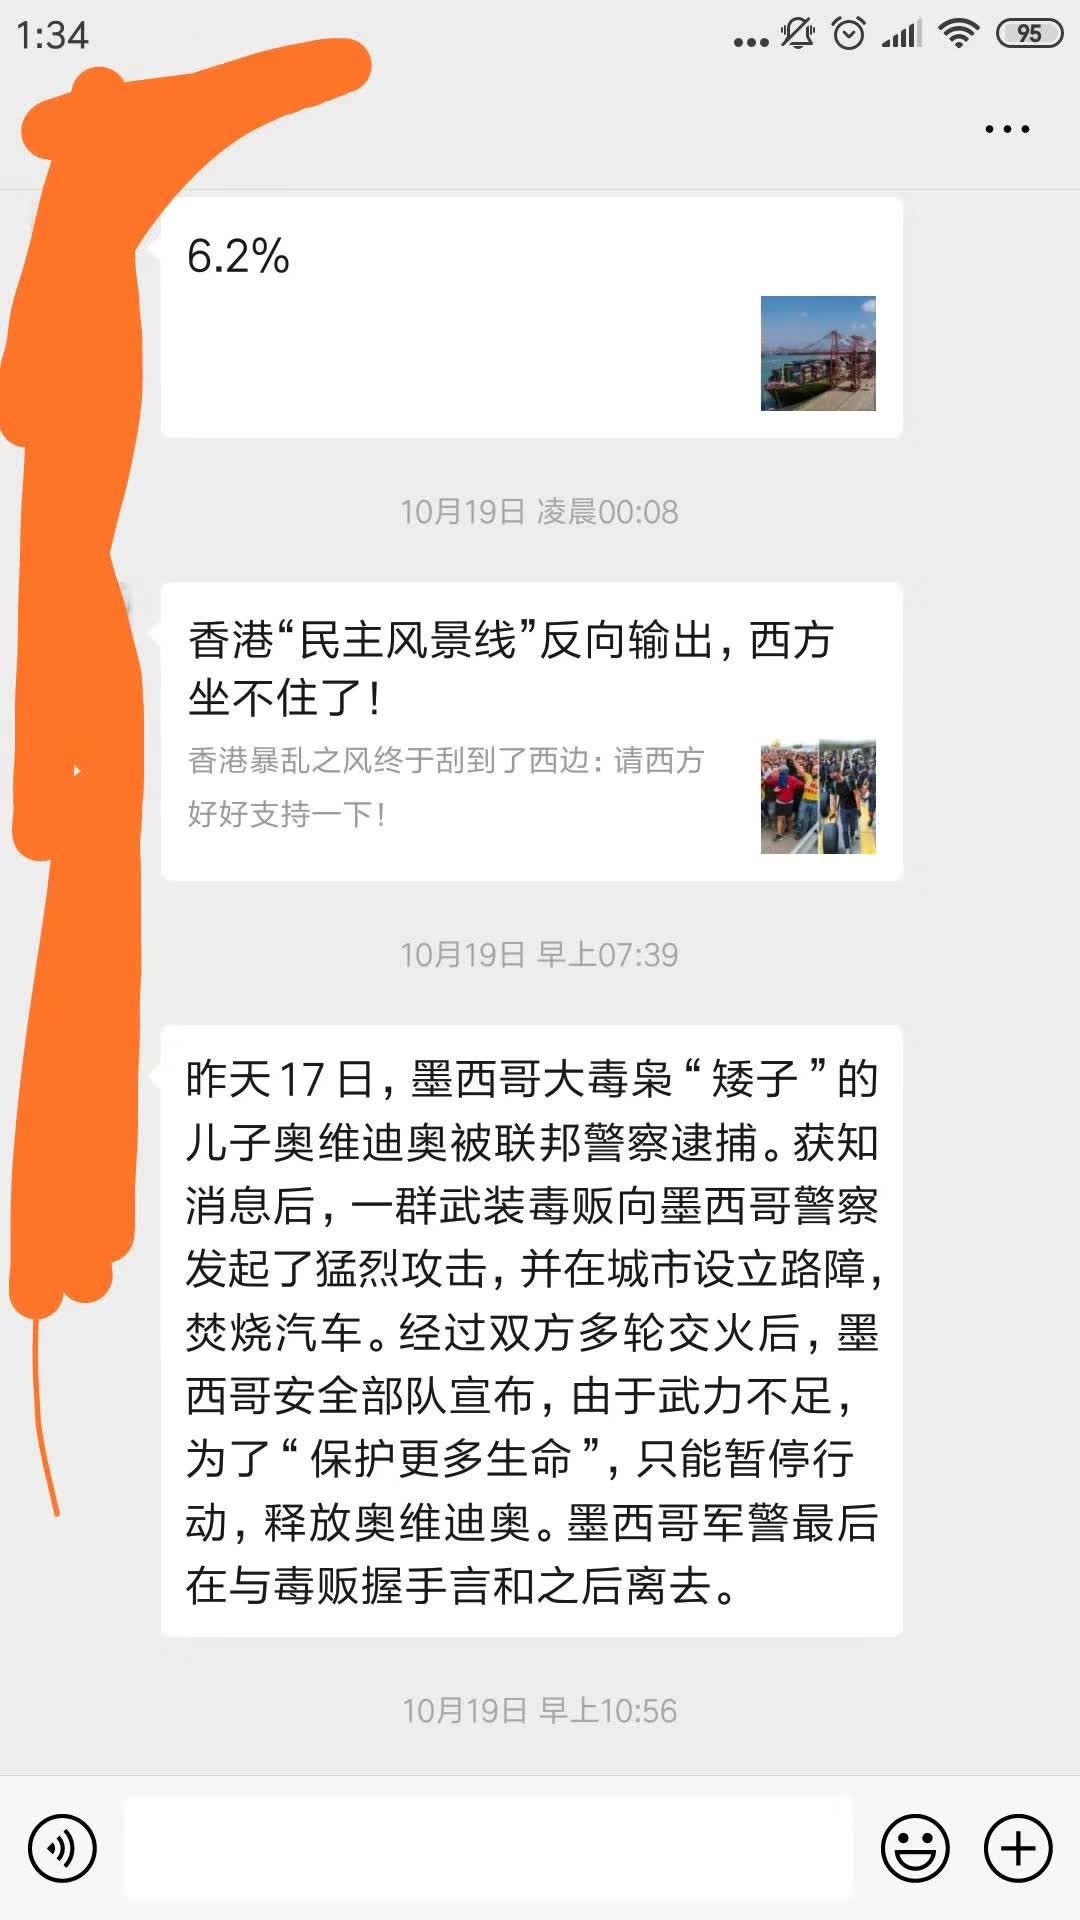 1:34
95
6.2%
10月19日 凌晨00:08
香港“民主风景线”反向输出，西方
坐不住了！
香港暴乱之风终于刮到了西边：请西方
好好支持一下！
10月19日 早上07:39
昨天17日，墨西哥大毒枭“矮子”的
儿子奥维迪奥被联邦警察逮捕。获知
消息后，一群武装毒贩向墨西哥警察
发起了猛烈攻击，并在城市设立路障，
焚烧汽车。经过双方多轮交火后，墨
西哥安全部队宣布，由于武力不足，
为了“保护更多生命”，只能暂停行
动，释放奥维迪奥。墨西哥军警最后
在与毒贩握手言和之后离去。
10月19日 早上10:56